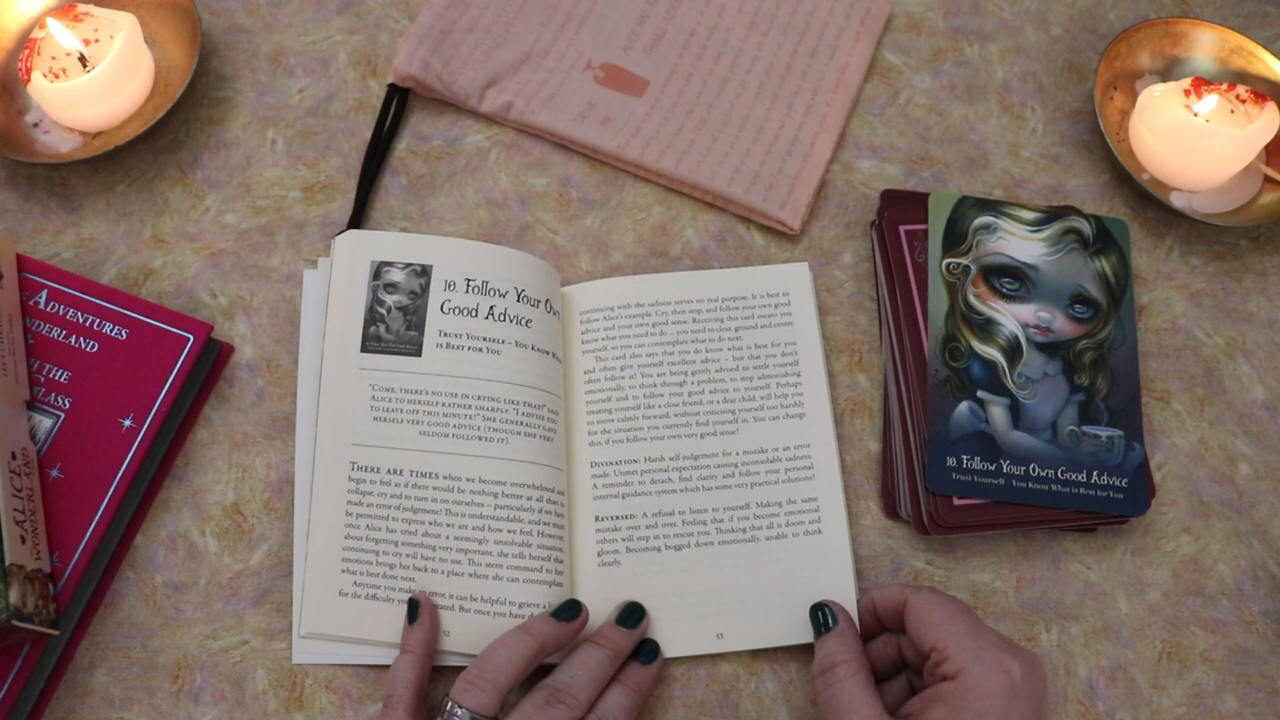 ADVENTURES
GLASS
ALICE
WONDERLAND
10. FOLLOW YOUR
GOOD ADVICE
TRUST YOURSELF – YOU KNOW
IS BEST FOR YOU
"COME, THERE'S NO USE IN CRYING LIKE THAT!" SAID
ALICE TO HERSELF RATHER SHARPLY. "I ADVISE YOU
TO LEAVE OFF THIS MINUTE!" SHE GENERALLY GAVE
HERSELF VERY GOOD ADVICE (THOUGH SHE VERY
SELDOM FOLLOWED IT).
THERE ARE TIMES when we become overwhelmed and
begin to feel as if there would be nothing better at all than to
collapse, cry and to turn in on ourselves – particularly if we have
made an error of judgement! This is understandable, and we must
be permitted to express who we are and how we feel. However,
once Alice has cried about a seemingly unsolvable situation,
about forgetting something very important, she tells herself that
continuing to cry will have no use. This stern command to her
emotions brings her back to a place where she can contemplate
what is best done next.
Anytime you make an error, it can be helpful to grieve a
for the difficulty you
But once you have
52
continuing with the sadness serves no real purpose. It is best to
follow Alice's example. Cry, then stop, and follow your own good
advice and your own good sense. Receiving this card means you
know what you need to do ... you need to clear, ground and centre
yourself, so you can contemplate what to do next.
This card also says that you do know what is best for you
and often give yourself excellent advice – but that you don't
often follow it! You are being gently advised to settle yourself
emotionally, to think through a problem, to stop admonishing
yourself and to follow your good advice to yourself. Perhaps
treating yourself like a close friend, or a dear child, will help you
to move calmly forward, without criticising yourself too harshly
for the situation you currently find yourself in. You can change
this, if you follow your own very good sense!
DIVINATION: Harsh self-judgement for a mistake or an error
made. Unmet personal expectation causing inconsolable sadness.
A reminder to detach, find clarity and follow your personal
internal guidance system which has some very practical solutions!
REVERSED: A refusal to listen to yourself. Making the same
mistake over and over. Feeling that if you become emotional
others will step in to rescue you. Thinking that all is doom and
gloom. Becoming bogged down emotionally, unable to think
clearly.
53
10. FOLLOW YOUR OWN GOOD ADVICE
TRUST YOURSELF YOU KNOW WHAT IS BEST FOR YOU